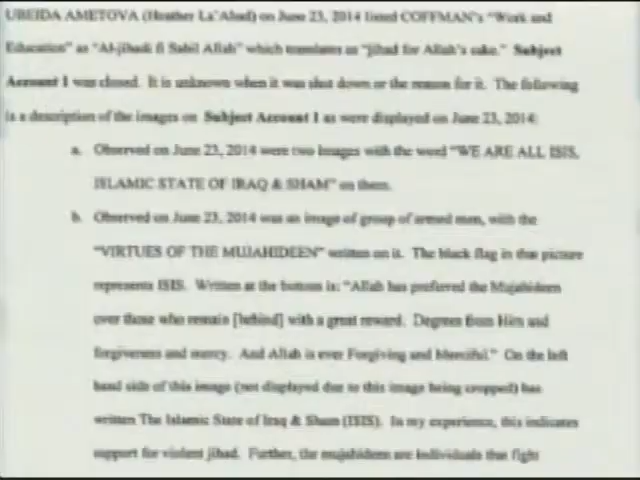 UBEIDA AMETOVA (Heather La`Ahad) on June 23, 2014 listed COFFMAN's "Work and
Education" as "Al-jihadi fi Sabil Allah" which translates as "jihad for Allah's sake." Subject
Account 1 was closed. It is unknown when it was shut down or the reason for it. The following
is a description of the images on Subject Account 1 as were displayed on June 23, 2014:
a. Observed on June 23, 2014 were two images with the word "WE ARE ALL ISIS,
ISLAMIC STATE OF IRAQ & SHAM" on them.
b. Observed on June 23, 2014 was an image of group of armed men, with the
"VIRTUES OF THE MUJAHIDEEN" written on it. The black flag in this picture
represents ISIS. Written at the bottom is: "Allah has preferred the Mujahideen
over those who remain [behind] with a great reward. Degrees from Him and
forgiveness and mercy. And Allah is ever Forgiving and Merciful." On the left
hand side of this image (not displayed due to this image being cropped) has
written The Islamic State of Iraq & Sham (ISIS). In my experience, this indicates
support for violent jihad. Further, the mujahideen are individuals that fight